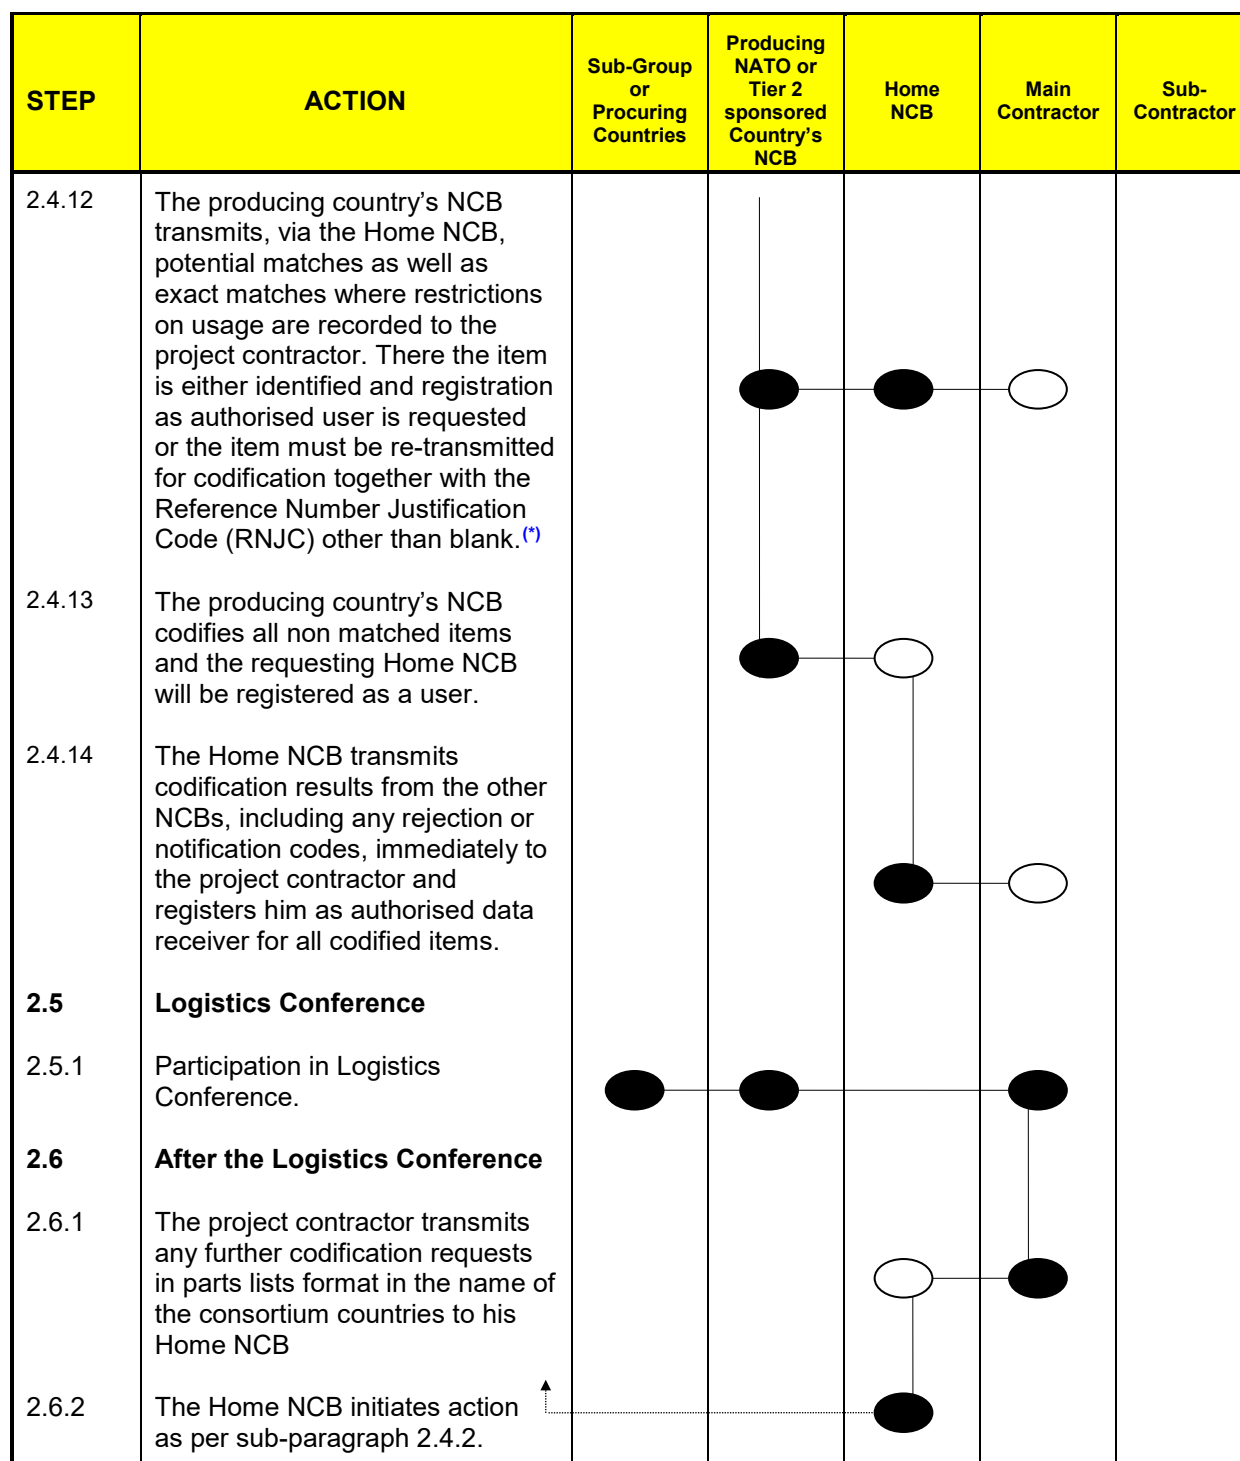 STEP
ACTION
Sub-Group
or
Procuring
Countries
Producing
NATO or
Tier 2
sponsored
Country’s
NCB
Home
NCB
Main
Contractor
Sub-
Contractor
2.4.12
The producing country’s NCB
transmits, via the Home NCB,
potential matches as well as
exact matches where restrictions
on usage are recorded to the
project contractor. There the item
is either identified and registration
as authorised user is requested
or the item must be re-transmitted
for codification together with the
Reference Number Justification
Code (RNJC) other than blank.(*)
2.4.13
The producing country’s NCB
codifies all non matched items
and the requesting Home NCB
will be registered as a user.
2.4.14
The Home NCB transmits
codification results from the other
NCBs, including any rejection or
notification codes, immediately to
the project contractor and
registers him as authorised data
receiver for all codified items.
2.5
Logistics Conference
2.5.1
Participation in Logistics
Conference.
2.6
After the Logistics Conference
2.6.1
The project contractor transmits
any further codification requests
in parts lists format in the name of
the consortium countries to his
Home NCB
2.6.2
The Home NCB initiates action
as per sub-paragraph 2.4.2.